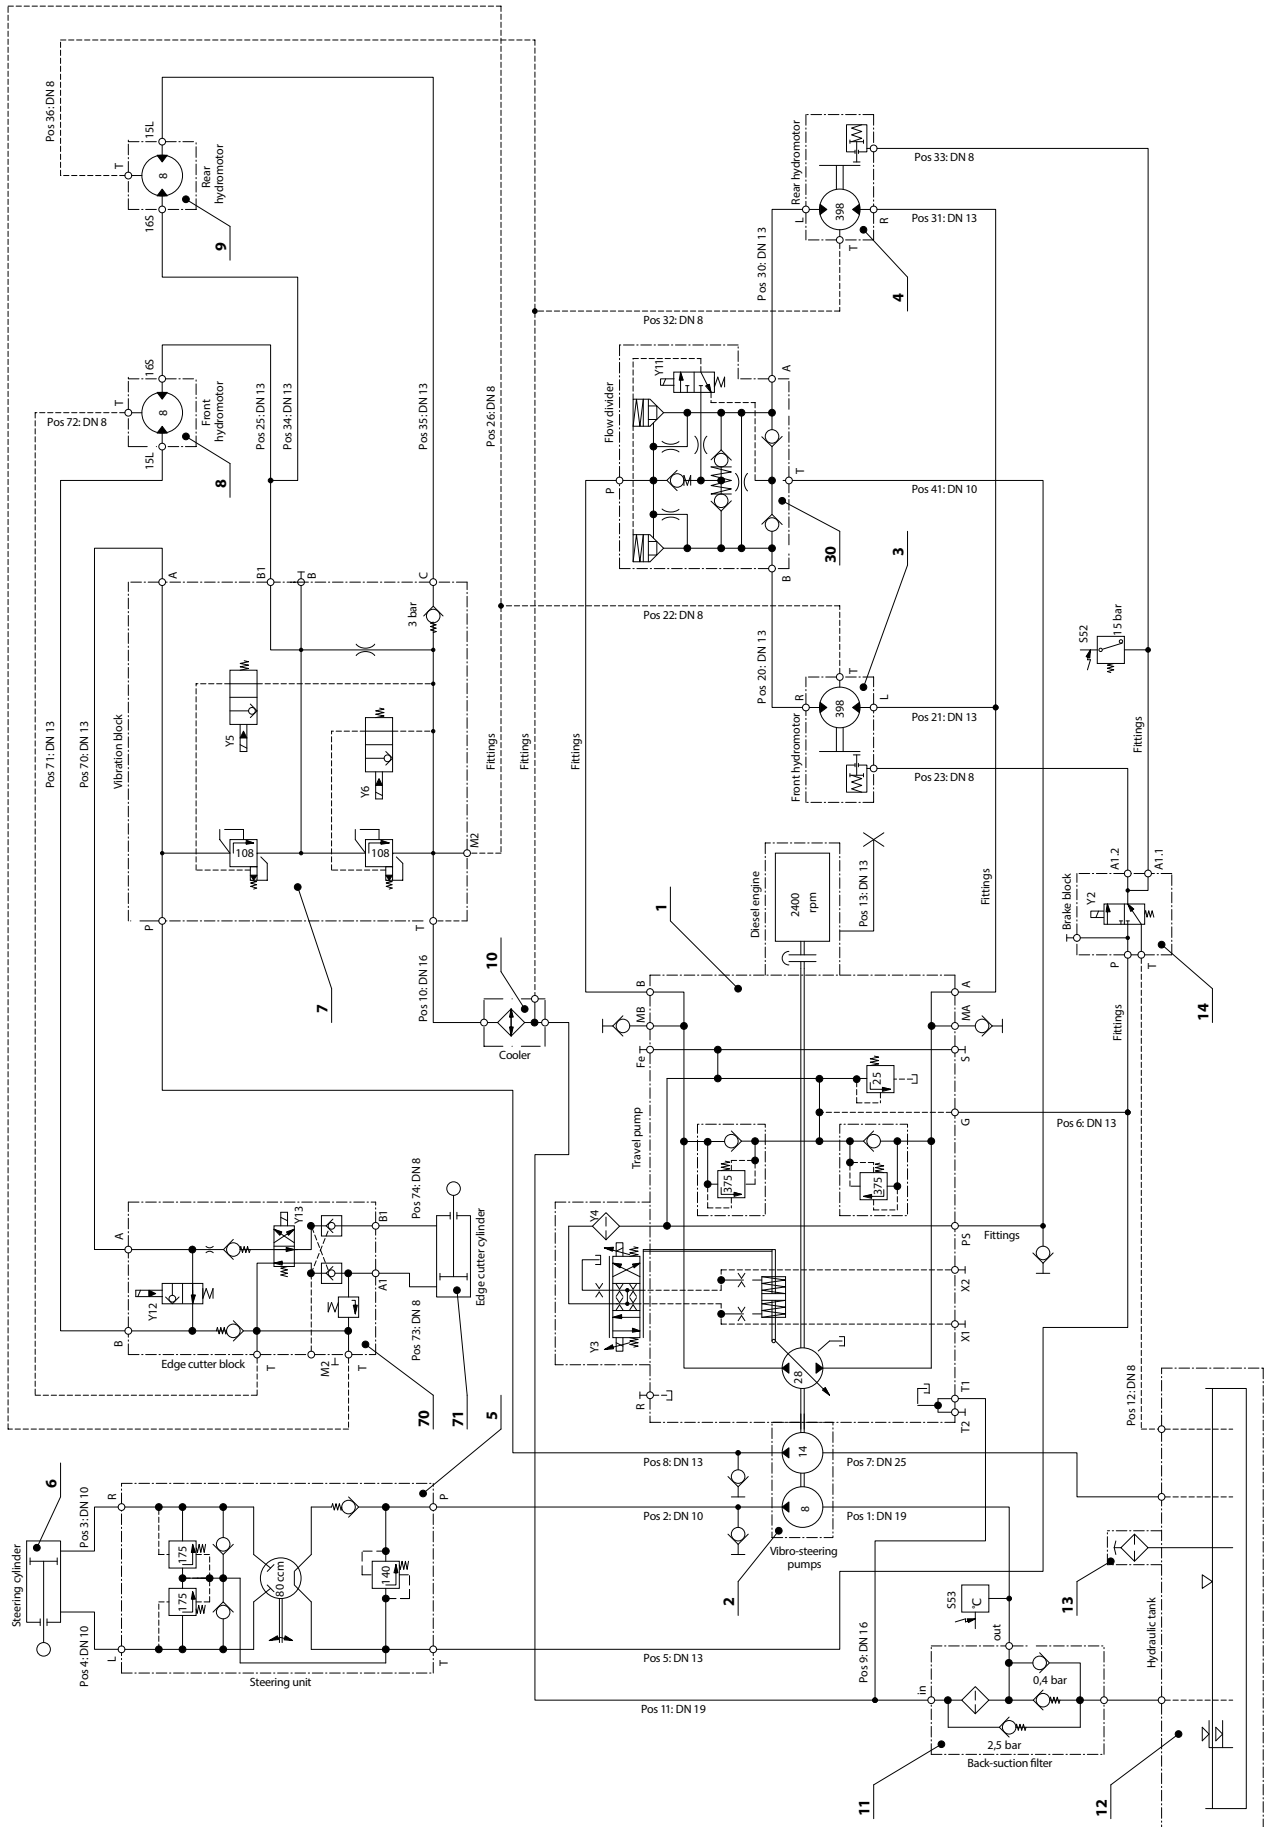 Pos 36: DN 8
T
15L
16S
8
Rear
hydromotor
9
T
Pos 72: DN 8
16S
15L
8
Front
hydromotor
8
Pos 25: DN 13
Pos 34: DN 13
Pos 35: DN 13
Pos 26: DN 8
Pos 71: DN 13
Pos 70: DN 13
Vibration block
A
B1
B
C
3 bar
Y5
Y6
108
108
P
T
M2
7
Fittings
Fittings
Fittings
Pos 10: DN 16
10
Cooler
A
B
Y12
Y13
T
M2
T
A1
B1
Edge cutter block
Pos 73: DN 8
Pos 74: DN 8
Edge cutter cylinder
70
71
5
6
Steering cylinder
Pos 3: DN 10
Pos 4: DN 10
R
L
175
175
80 ccm
140
P
T
Steering unit
Pos 32: DN 8
Pos 30: DN 13
Rear hydromotor
L
398
T
R
Pos 33: DN 8
Pos 31: DN 13
4
Flow divider
Y11
P
A
B
T
Pos 41: DN 10
30
3
Pos 22: DN 8
Pos 20: DN 13
R
T
398
L
Front hydromotor
Pos 21: DN 13
Pos 23: DN 8
S52
15 bar
Fittings
Diesel engine
2400
rpm
Pos 13: DN 13
Fittings
1
Brake block
Y2
A1.2
A1.1
P
T
14
Fittings
B
MB
A
MA
Fe
S
25
G
Pos 6: DN 13
Travel pump
375
375
Y4
Y3
PS
Fittings
X2
X1
28
R
T1
T2
Pos 12: DN 8
Pos 8: DN 13
14
Pos 7: DN 25
Pos 2: DN 10
8
Pos 1: DN 19
Vibro-steering
pumps
2
Pos 5: DN 13
Pos 9: DN 16
Pos 11: DN 19
S53
°C
out
in
0,4 bar
2,5 bar
Back-suction filter
11
13
Hydraulic tank
12